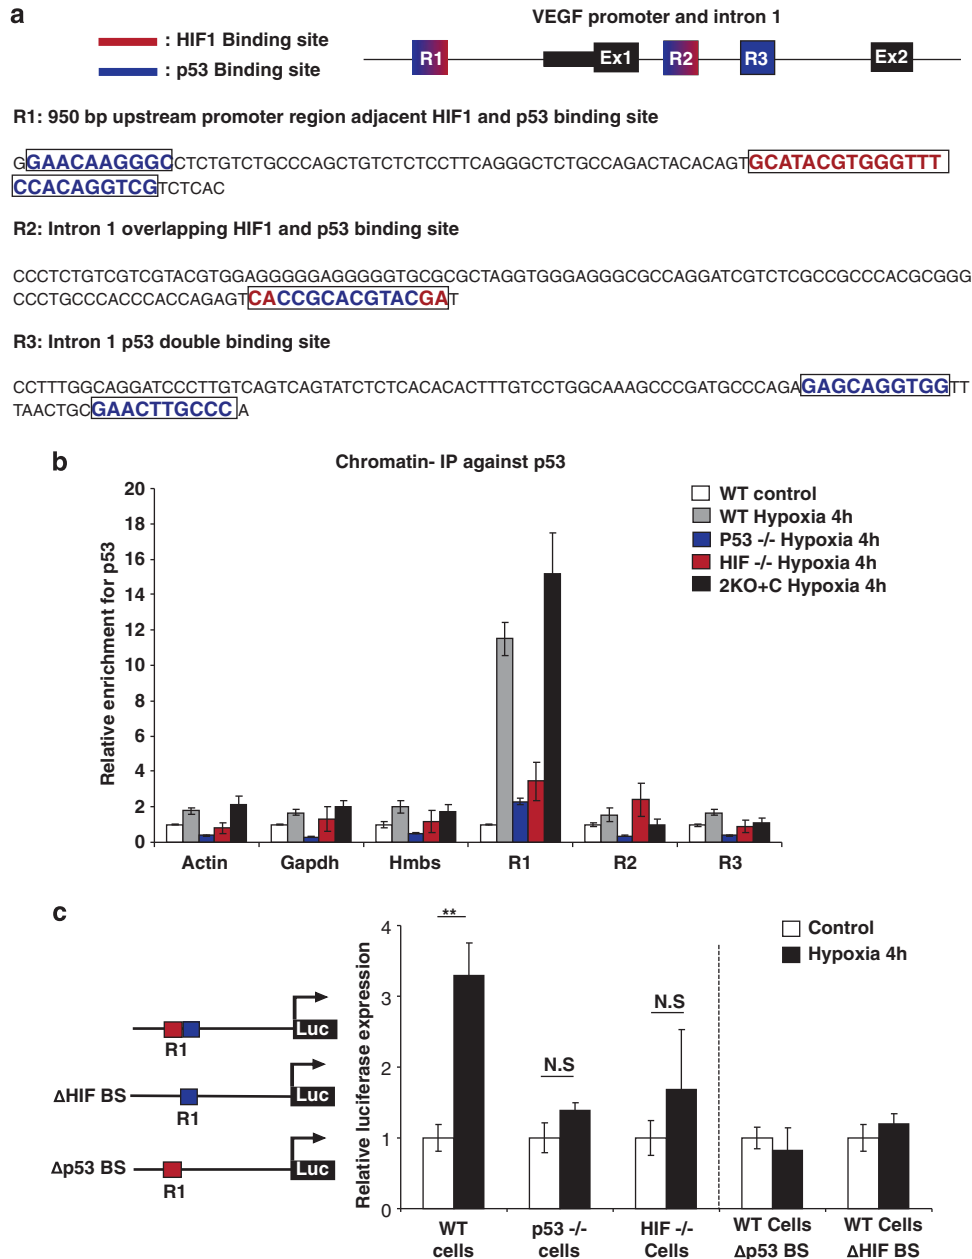 a
VEGF promoter and intron 1
: HIF1 Binding site
: p53 Binding site
R1 Ex1 R2 R3 Ex2
R1: 950 bp upstream promoter region adjacent HIF1 and p53 binding site
GGAACAAGGGCCTCTGTCTGCCCAGCTGTCTCTCCTTCAGGGCTCTGCCAGACTACACAGTGCATACGTGGGTTT
CCACAGGTCGTCTCAC
R2: Intron 1 overlapping HIF1 and p53 binding site
CCCTCTGTCGTCGTACGTGGAGGGGGAGGGGGTGCGCGCTAGGTGGGAGGGCGCCAGGATCGTCTCGCCGCCCACGCGGG
CCCTGCCCACCCACCAGAGTCACCGCACGTACGAT
R3: Intron 1 p53 double binding site
CCTTTGGCAGGATCCCTTGTCAGTCAGTATCTCTCACACACTTTGTCCTGGCAAAGCCCGATGCCCAGAGAGCAGGTGGTT
TAACTGCGAACTTGCCCA
b
Chromatin- IP against p53
Relative enrichment for p53
20
18
16
14
12
10
8
6
4
2
0
WT control
WT Hypoxia 4h
P53 -/- Hypoxia 4h
HIF -/- Hypoxia 4h
2KO+C Hypoxia 4h
Actin Gapdh Hmbs R1 R2 R3
c
Luc
R1
ΔHIF BS
Luc
R1
Δp53 BS
Luc
R1
Relative luciferase expression
4
3
2
1
0
**
N.S
N.S
Control
Hypoxia 4h
WT cells
p53 -/- cells
HIF -/- Cells
WT Cells Δp53 BS
WT Cells ΔHIF BS